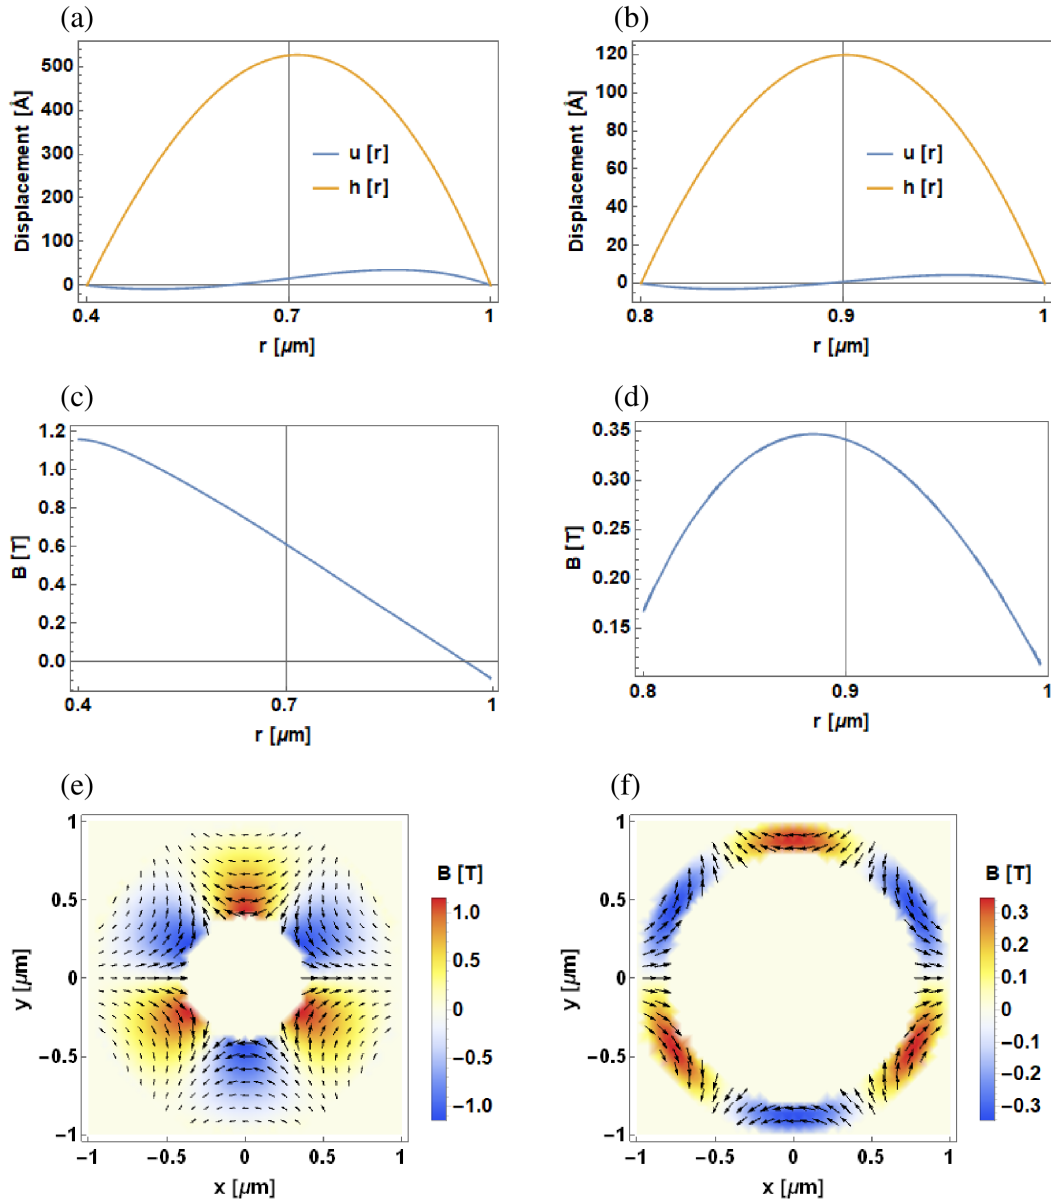 (a)
Displacement [Å]
500
400
300
200
100
0
u [r]
h [r]
0.4
0.7
1
r [µm]
(b)
Displacement [Å]
120
100
80
60
40
20
0
u [r]
h [r]
0.8
0.9
1
r [µm]
(c)
B [T]
1.2
1.0
0.8
0.6
0.4
0.2
0.0
0.4
0.7
1
r [µm]
(d)
B [T]
0.35
0.30
0.25
0.20
0.15
0.8
0.9
1
r [µm]
(e)
y [µm]
1
0.5
0
−0.5
−1
−1
−0.5
0
0.5
1
x [µm]
B [T]
1.0
0.5
0
−0.5
−1.0
(f)
y [µm]
1
0.5
0
−0.5
−1
−1
−0.5
0
0.5
1
x [µm]
B [T]
0.3
0.2
0.1
0
−0.1
−0.2
−0.3